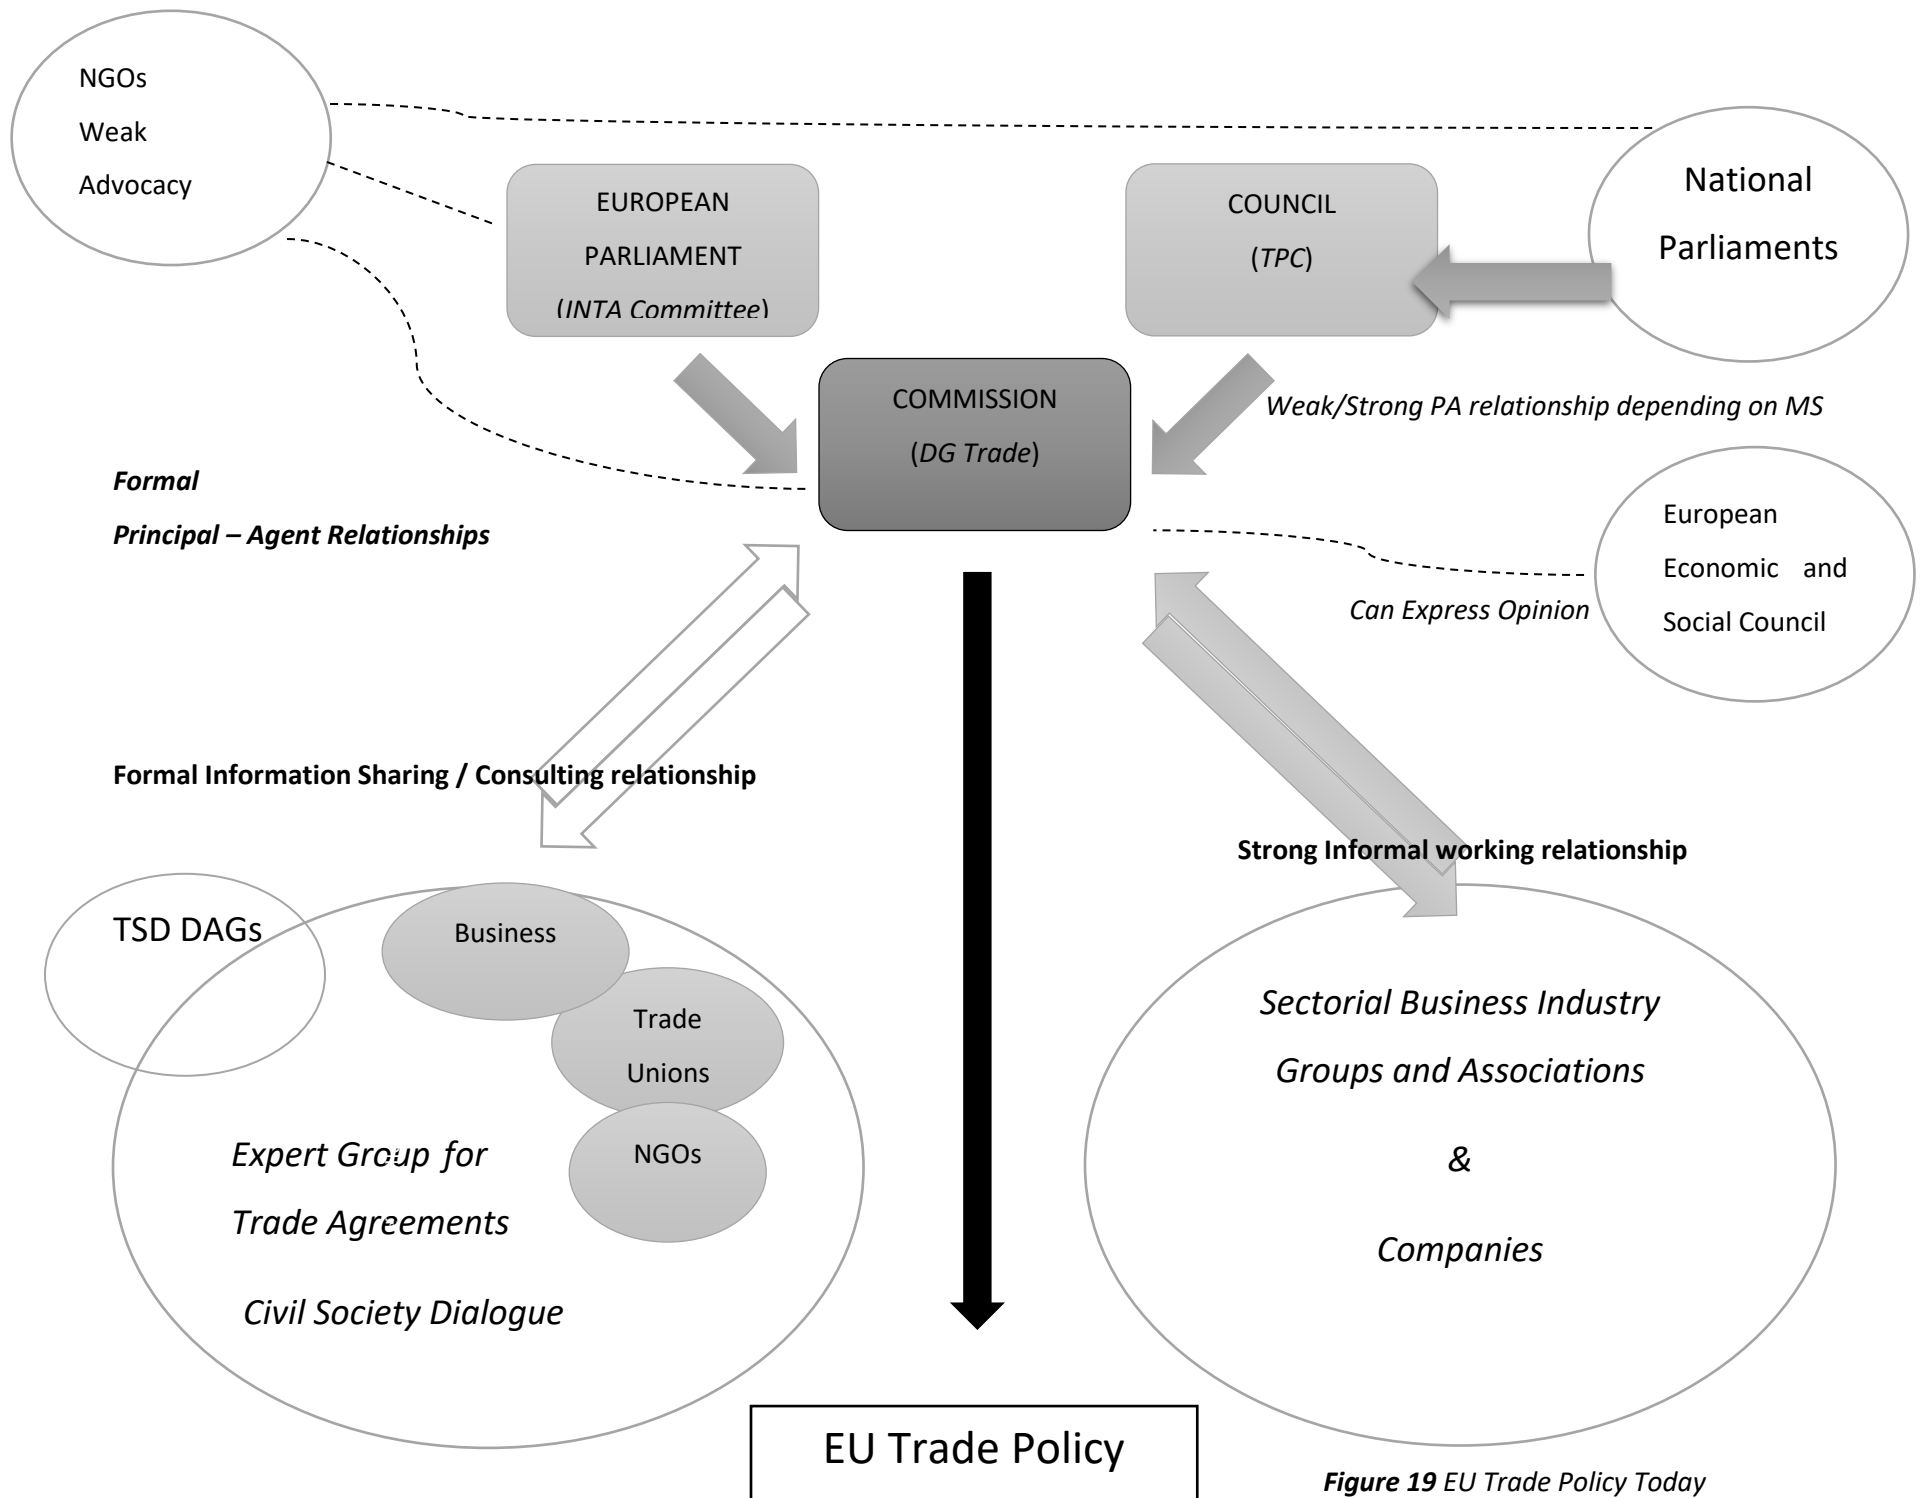 NGOs
Weak
Advocacy
EUROPEAN
PARLIAMENT
(INTA Committee)
COUNCIL
(TPC)
National
Parliaments
COMMISSION
(DG Trade)
Weak/Strong PA relationship depending on MS
Formal
Principal – Agent Relationships
European
Economic and
Social Council
Can Express Opinion
Formal Information Sharing / Consulting relationship
Strong Informal working relationship
TSD DAGs
Business
Trade
Unions
NGOs
Expert Group for
Trade Agreements
Civil Society Dialogue
Sectorial Business Industry
Groups and Associations
&
Companies
EU Trade Policy
Figure 19 EU Trade Policy Today